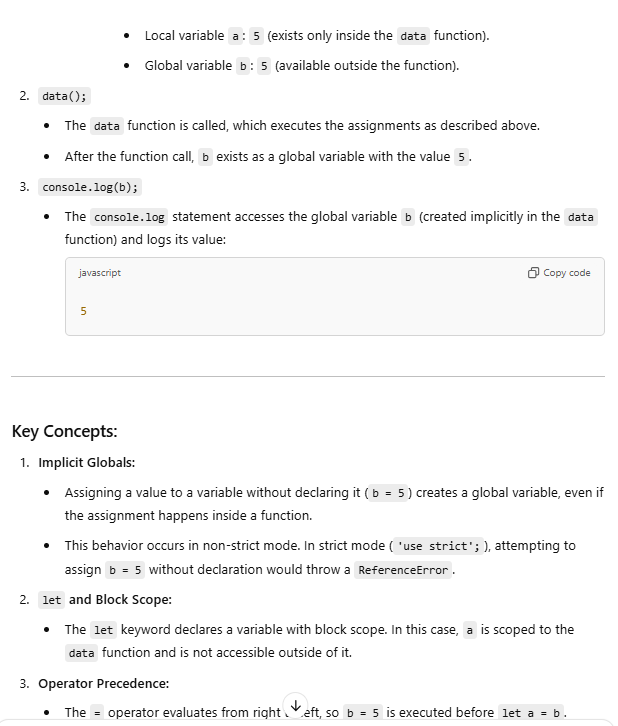 • Local variable a: 5 (exists only inside the data function).
• Global variable b: 5 (available outside the function).
2. data();
• The data function is called, which executes the assignments as described above.
• After the function call, b exists as a global variable with the value 5.
3. console.log(b);
• The console.log statement accesses the global variable b (created implicitly in the data
function) and logs its value:
javascript Copy code
5
Key Concepts:
1. Implicit Globals:
• Assigning a value to a variable without declaring it ( b = 5 ) creates a global variable, even if
the assignment happens inside a function.
• This behavior occurs in non-strict mode. In strict mode ( 'use strict'; ), attempting to
assign b = 5 without declaration would throw a ReferenceError.
2. let and Block Scope:
• The let keyword declares a variable with block scope. In this case, a is scoped to the
data function and is not accessible outside of it.
3. Operator Precedence:
• The = operator evaluates from right left, so b = 5 is executed before let a = b.